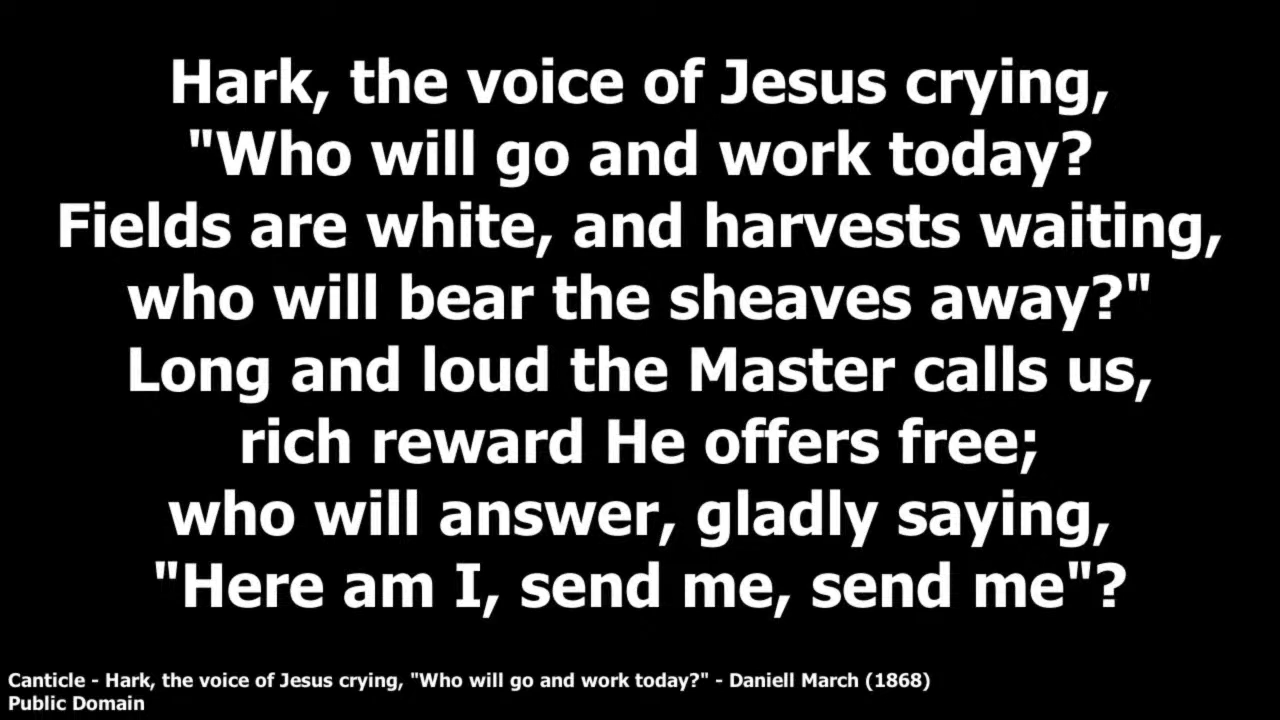 Hark, the voice of Jesus crying,
"Who will go and work today?
Fields are white, and harvests waiting,
who will bear the sheaves away?"
Long and loud the Master calls us,
rich reward He offers free;
who will answer, gladly saying,
"Here am I, send me, send me"?
Canticle - Hark, the voice of Jesus crying, "Who will go and work today?" - Daniell March (1868)
Public Domain